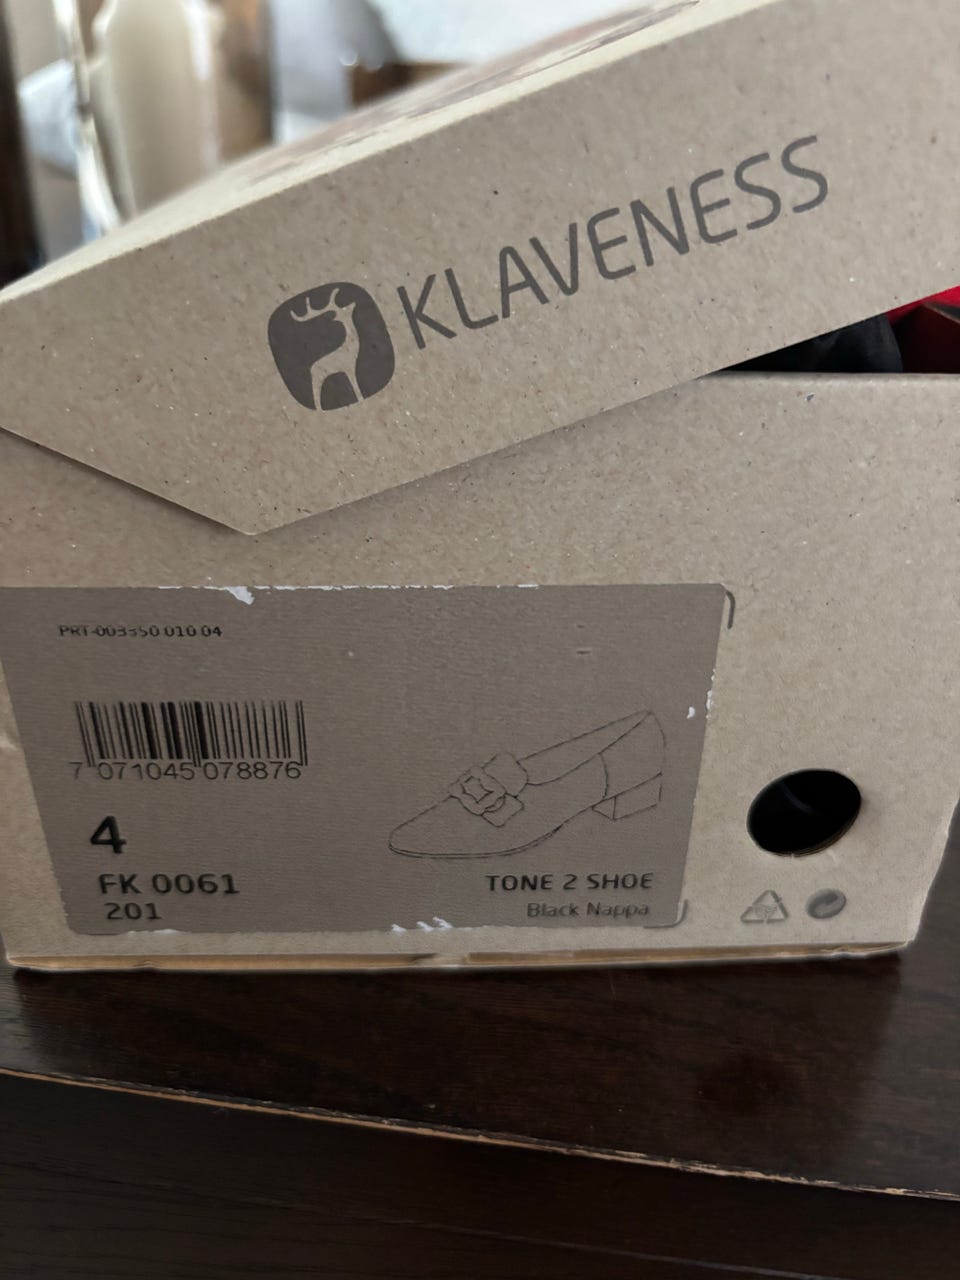 KLAVENESS
PRT-003350 010 04
7 071045 078876
4
FK 0061
201
TONE 2 SHOE
Black Nappa